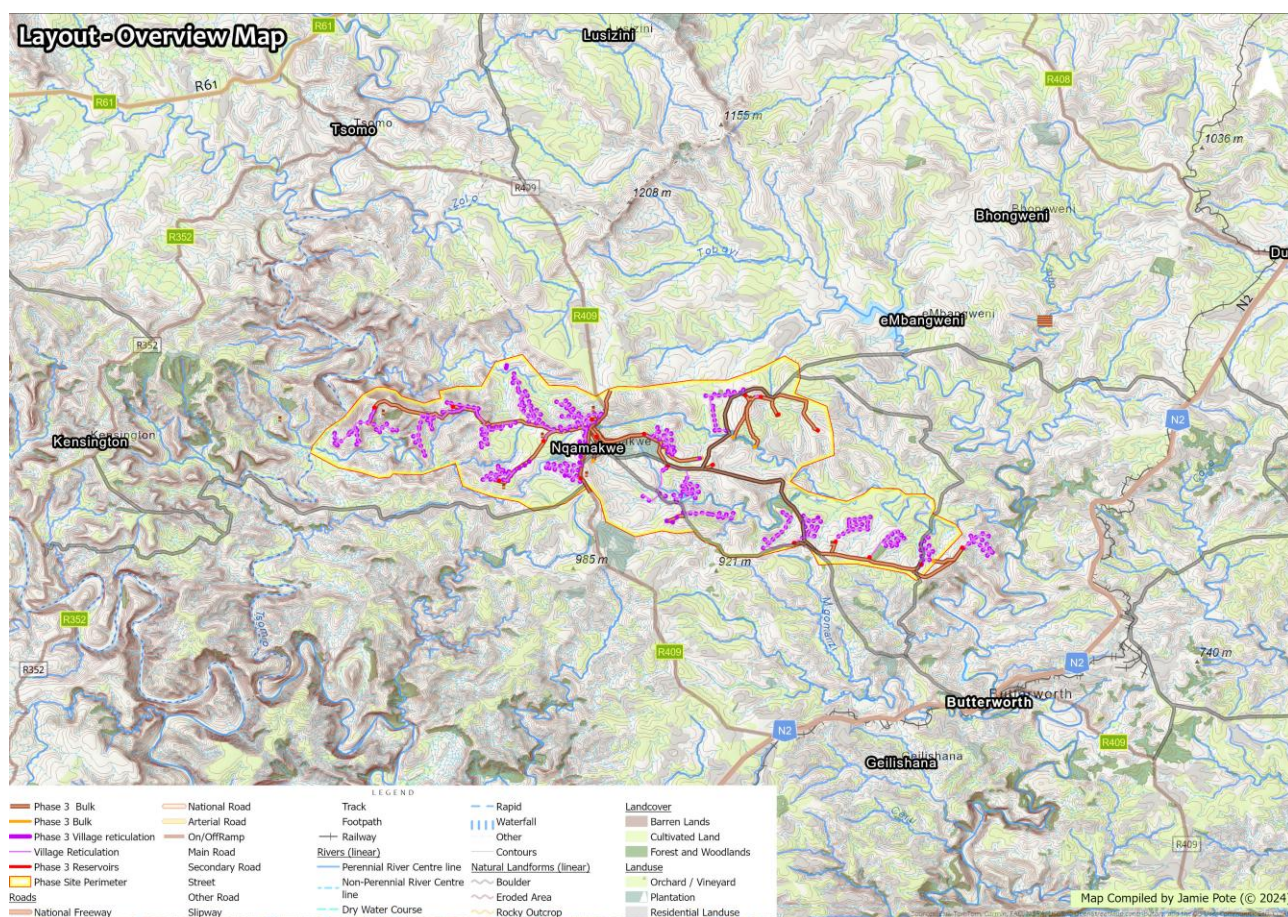 Layout - Overview Map
Lusizini
Lusizini
R61
R61
R61
R408
Tsomo
Tsomo
1155 m
1036 m
R409
1208 m
Zolo
Bhongweni
Bhongweni
R352
Tobayi
Du
N2
R409
eMbangweni
eMbangweni
R352
N2
Kensington
Kensington
Nqamakwe
985 m
921 m
Tsomo
R352
R352
R409
740 m
N2
Butterworth
Butterworth
N2
R409
Geilishana
Geilishana
R409
LEGEND
Phase 3 Bulk
Phase 3 Bulk
Phase 3 Village reticulation
Village Reticulation
Phase 3 Reservoirs
Phase Site Perimeter
Roads
National Freeway
National Road
Arterial Road
On/OffRamp
Main Road
Secondary Road
Street
Other Road
Slipway
Track
Footpath
Railway
Rivers (linear)
Perennial River Centre line
Non-Perennial River Centre
line
Dry Water Course
Rapid
Waterfall
Other
Contours
Natural Landforms (linear)
Boulder
Eroded Area
Rocky Outcrop
Landcover
Barren Lands
Cultivated Land
Forest and Woodlands
Landuse
Orchard / Vineyard
Plantation
Residential Landuse
Map Compiled by Jamie Pote (© 2024